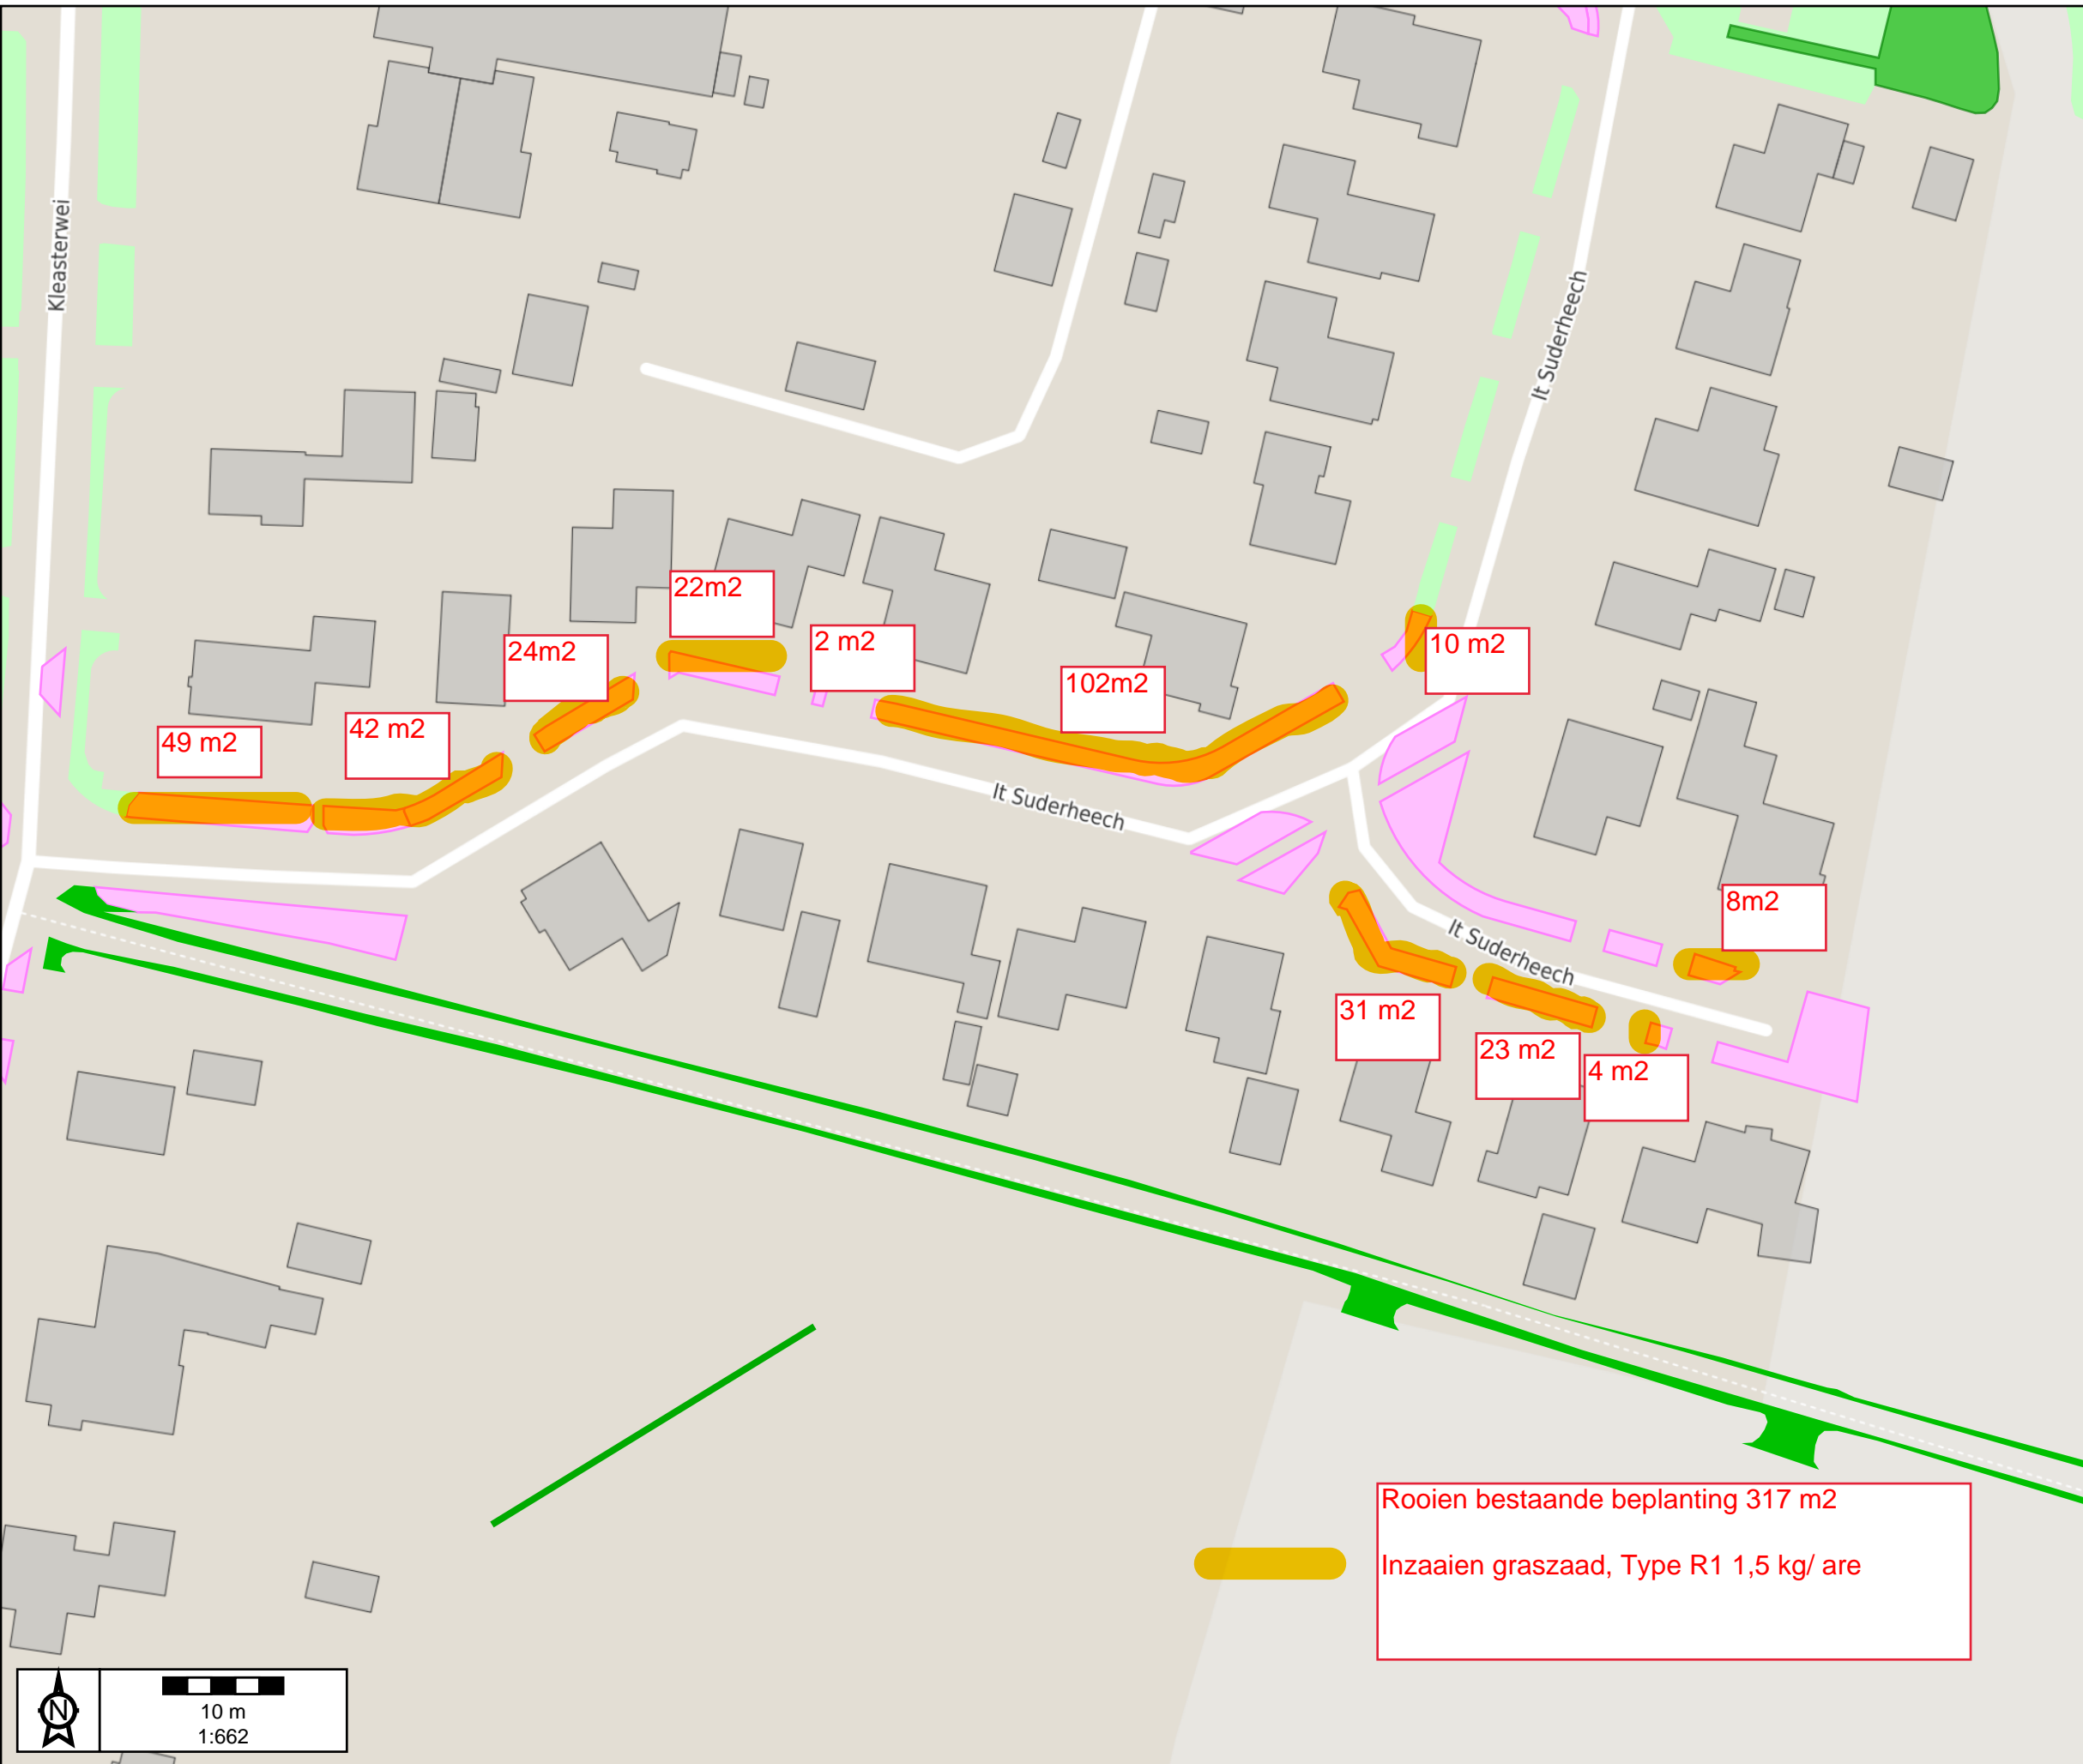 Kleasterwei
It Suderheech
22m2
24m2
2 m2
10 m2
102m2
49 m2
42 m2
It Suderheech
8m2
It Suderheech
31 m2
23 m2
4 m2
Rooien bestaande beplanting 317 m2
Inzaaien graszaad, Type R1 1,5 kg/ are
N
10 m
1:662